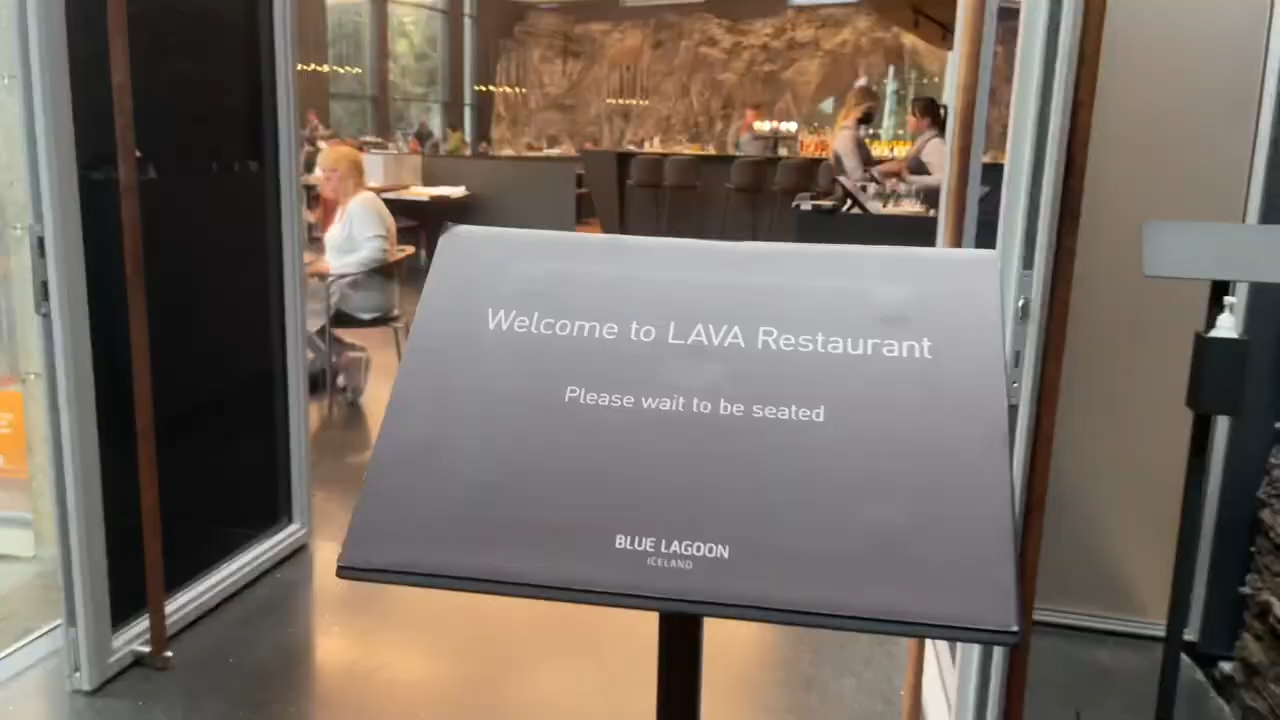 Welcome to LAVA Restaurant
Please wait to be seated
BLUE LAGOON
ICELAND